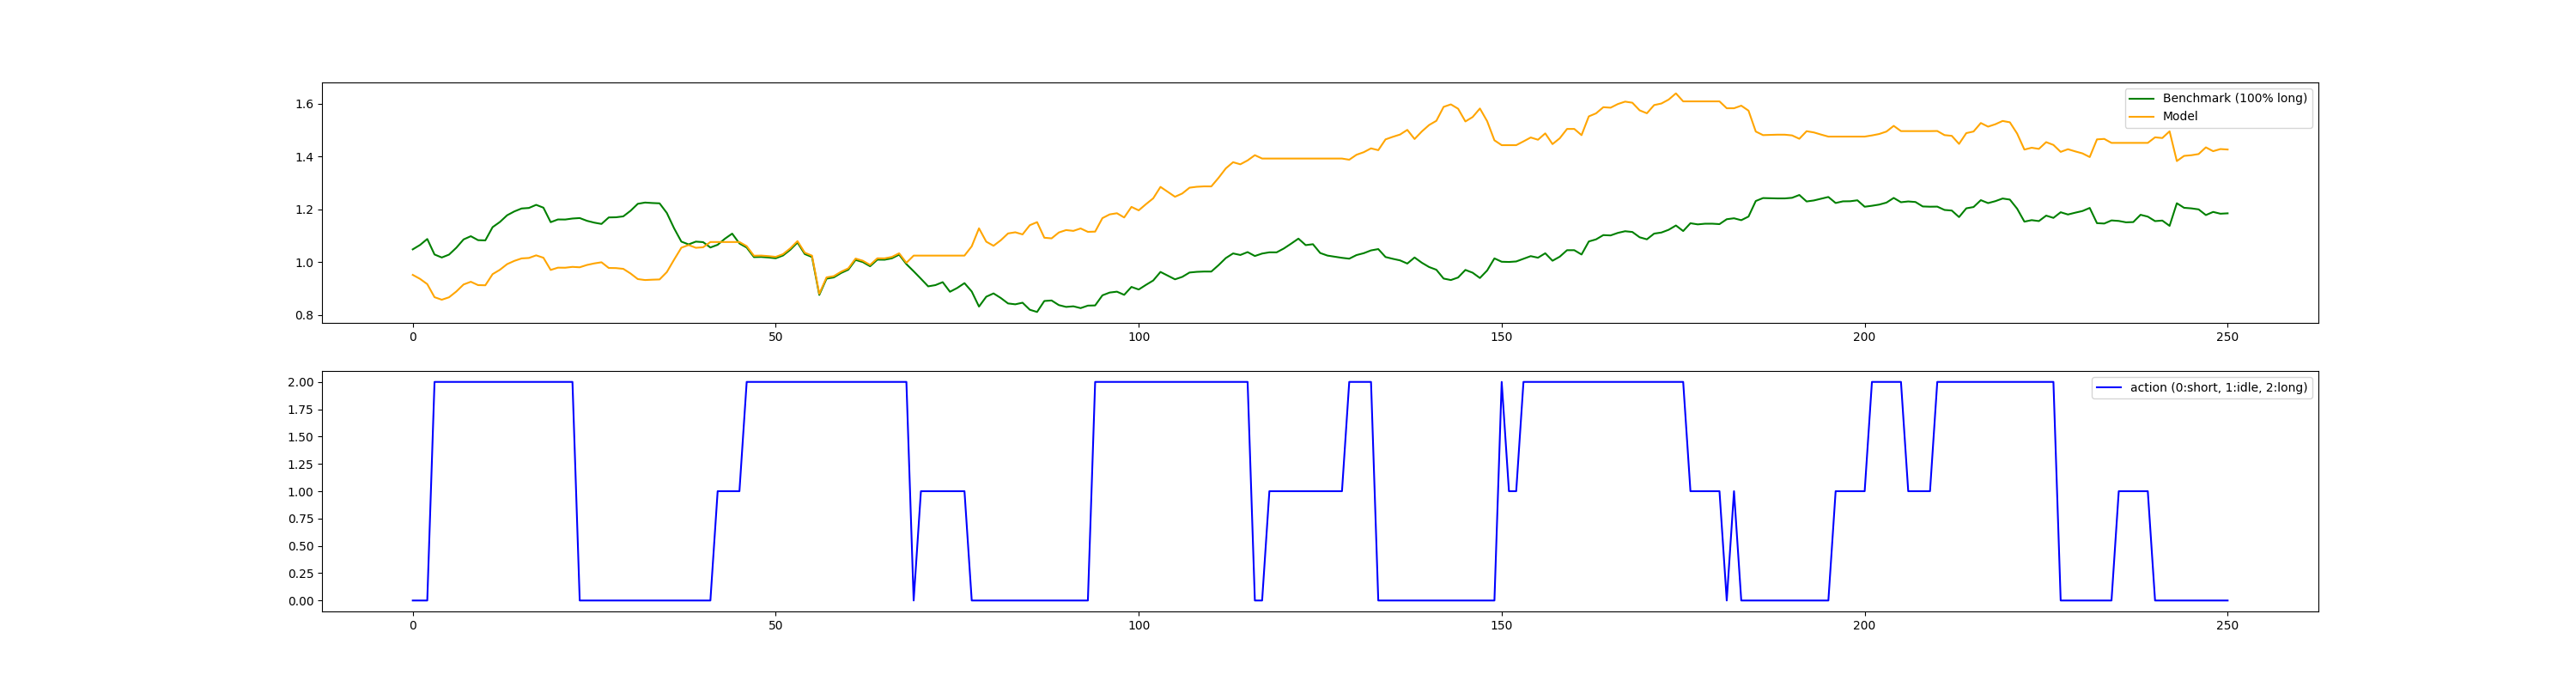 1.6
1.4
1.2
1.0
0.8
Benchmark (100% long)
Model
0 50 100 150 200 250
2.00
1.75
1.50
1.25
1.00
0.75
0.50
0.25
0.00
action (0:short, 1:idle, 2:long)
0 50 100 150 200 250